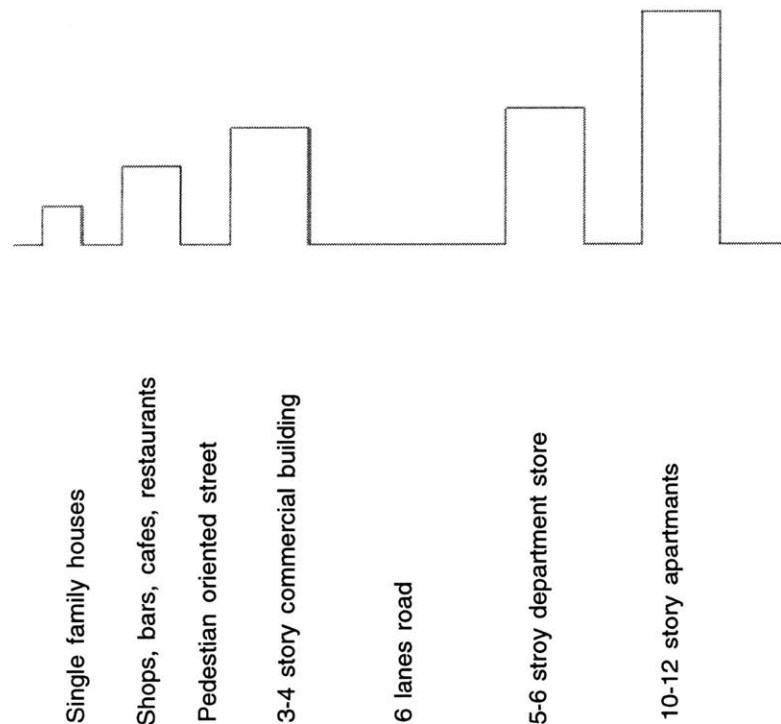 Single family houses
Shops, bars, cafes, restaurants
Pedestian oriented street
3-4 story commercial building
6 lanes road
5-6 stroy department store
10-12 story apartmants